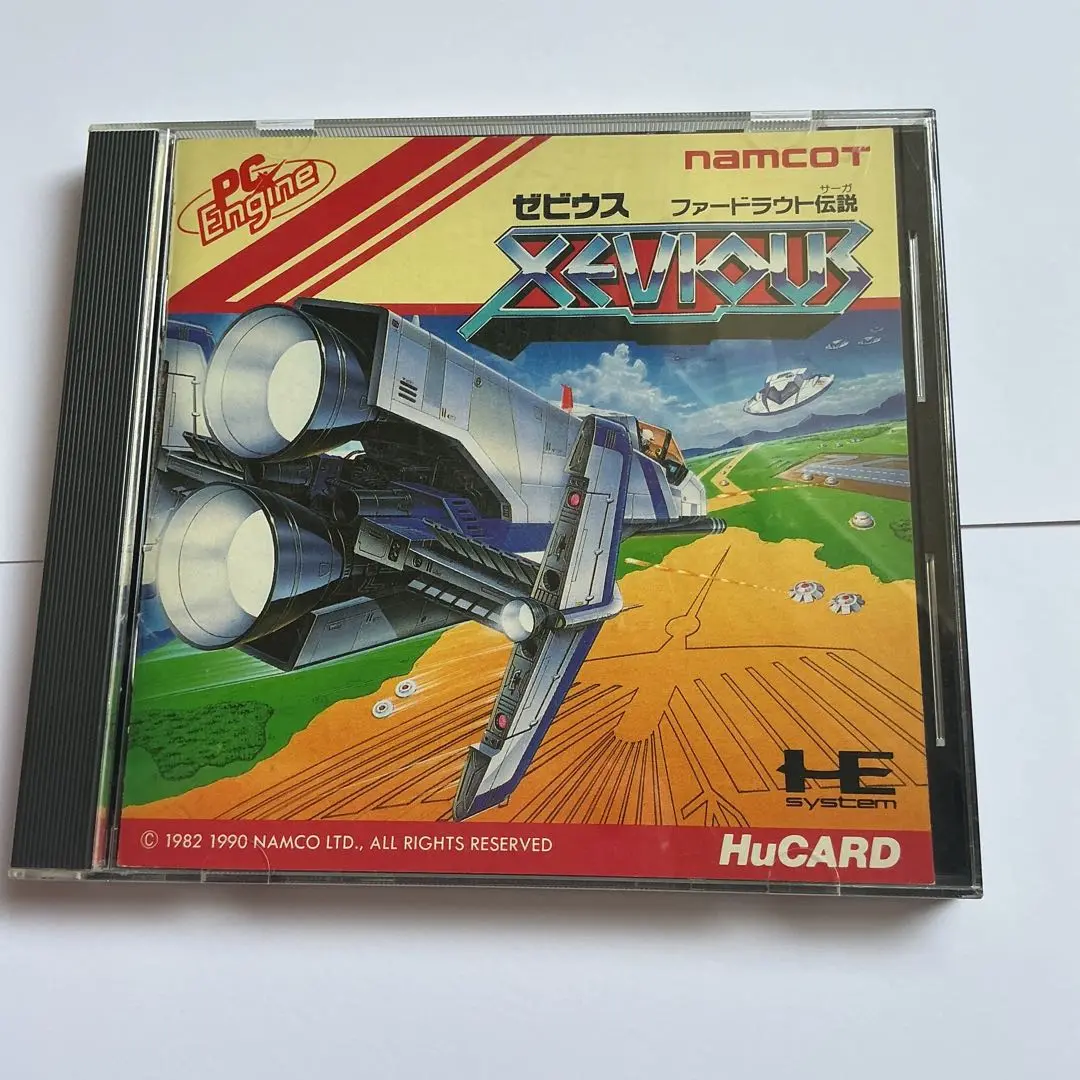 PC Engine
namcoT
ゼビウス ファードラウト伝説
サーガ
XEVIOUS
HE
system
© 1982 1990 NAMCO LTD., ALL RIGHTS RESERVED
HuCARD